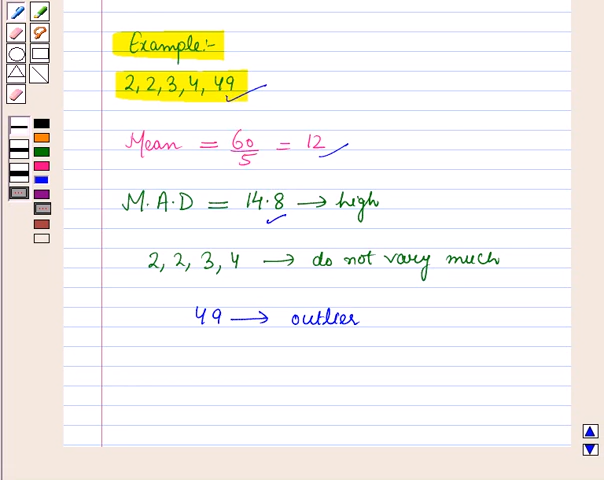 Example:-
2, 2, 3, 4, 49
Mean = 60/5 = 12
M.A.D = 14.8 → high
2, 2, 3, 4 → do not vary much
49 → outlier